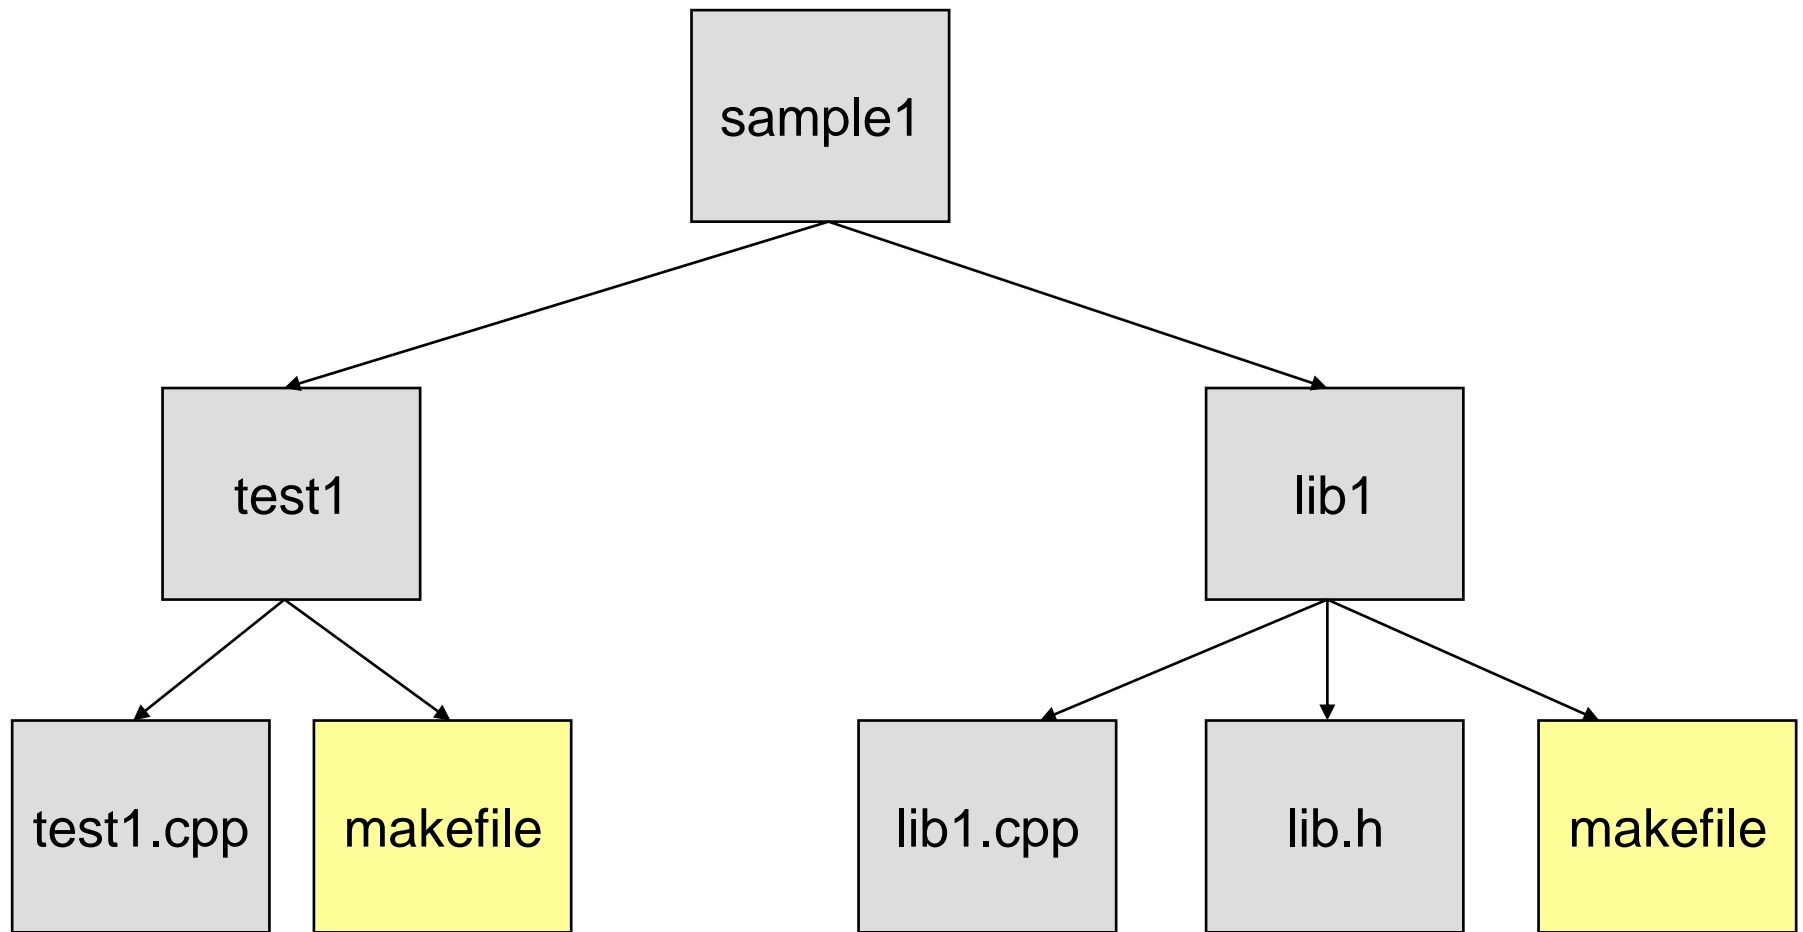 sample1
test1
lib1
test1.cpp
makefile
lib1.cpp
lib.h
makefile